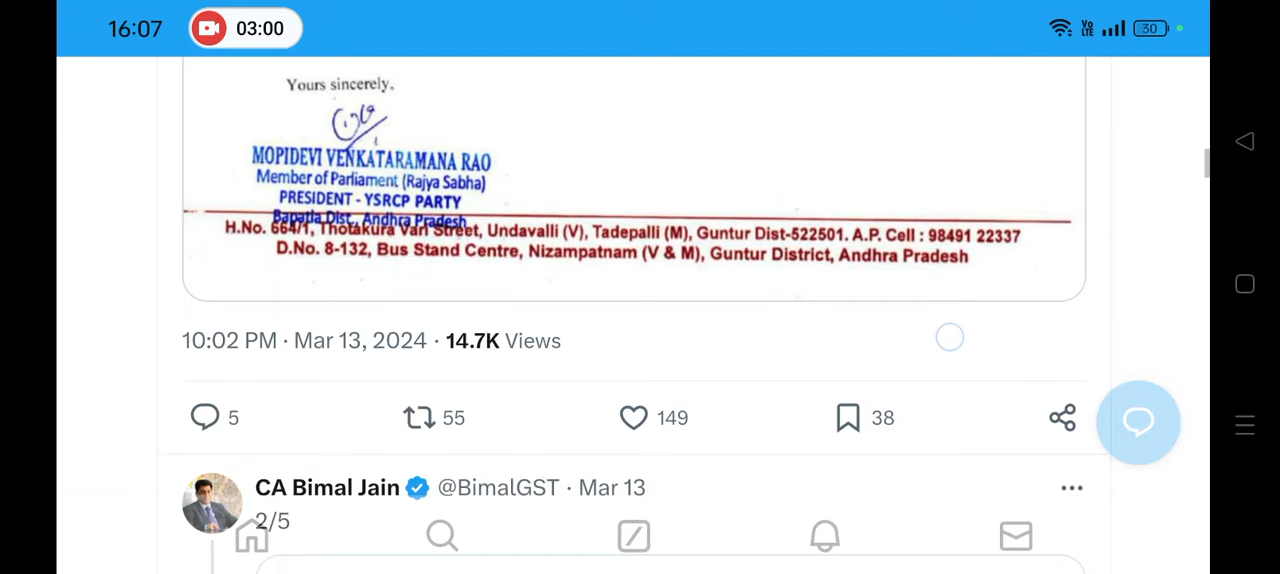 16:07
03:00
Vo
LTE
30
Yours sincerely,
MOPIDEVI VENKATARAMANA RAO
Member of Parliament (Rajya Sabha)
PRESIDENT - YSRCP PARTY
Bapatla Dist., Andhra Pradesh
H.No. 664/1, Thotakura Vari Street, Undavalli (V), Tadepalli (M), Guntur Dist-522501. A.P. Cell : 98491 22337
D.No. 8-132, Bus Stand Centre, Nizampatnam (V & M), Guntur District, Andhra Pradesh
10:02 PM · Mar 13, 2024 · 14.7K Views
5
55
149
38
CA Bimal Jain @BimalGST · Mar 13
2/5